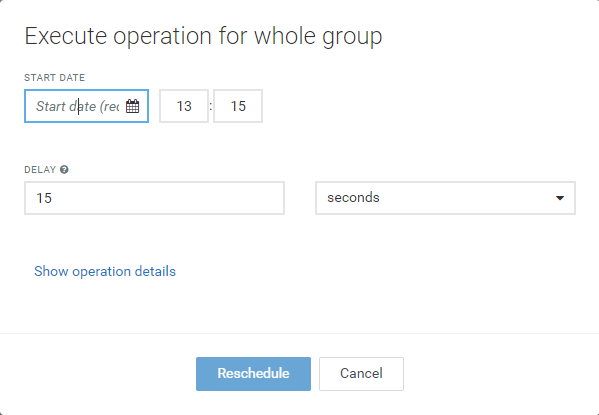 Execute operation for whole group
START DATE
Start date (rec 13 : 15
DELAY
15 seconds
Show operation details
Reschedule Cancel